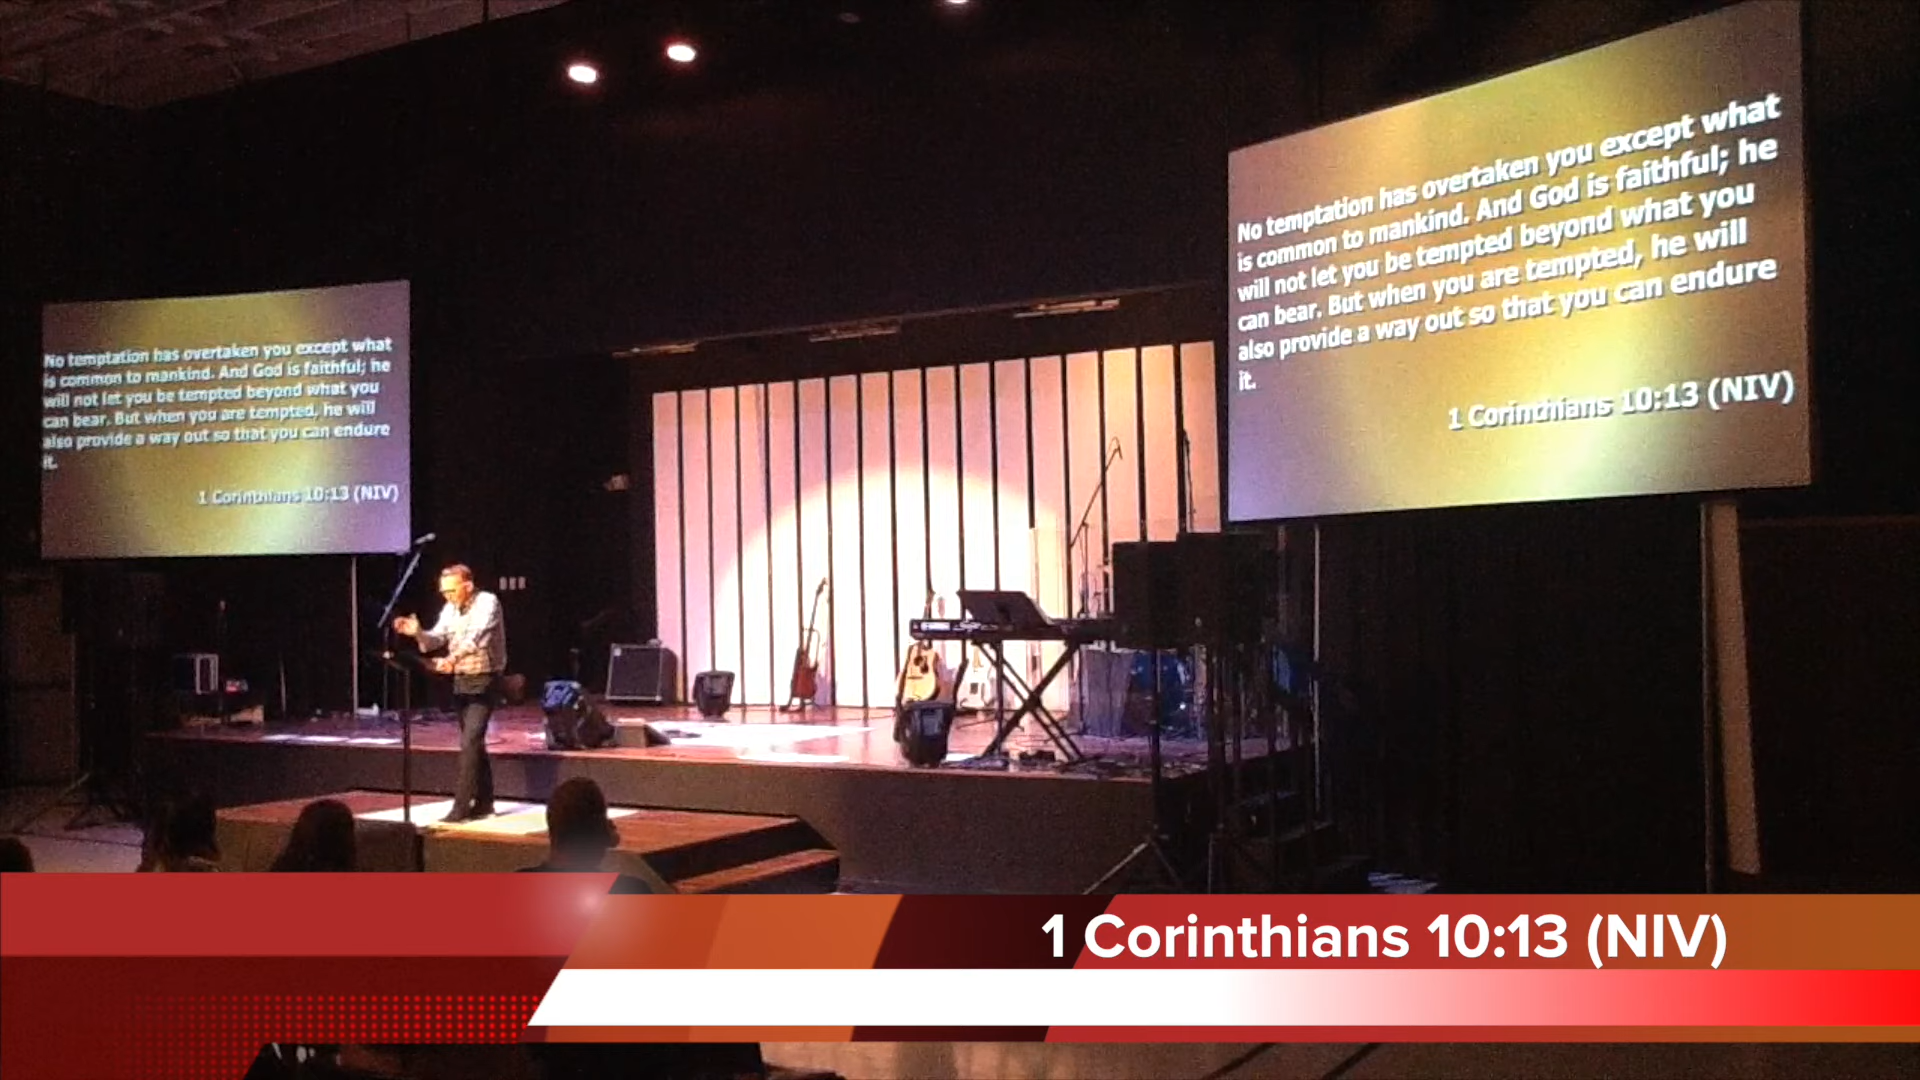 No temptation has overtaken you except what
is common to mankind. And God is faithful; he
will not let you be tempted beyond what you
can bear. But when you are tempted, he will
also provide a way out so that you can endure
it.
1 Corinthians 10:13 (NIV)
No temptation has overtaken you except what
is common to mankind. And God is faithful; he
will not let you be tempted beyond what you
can bear. But when you are tempted, he will
also provide a way out so that you can endure
it.
1 Corinthians 10:13 (NIV)
1 Corinthians 10:13 (NIV)